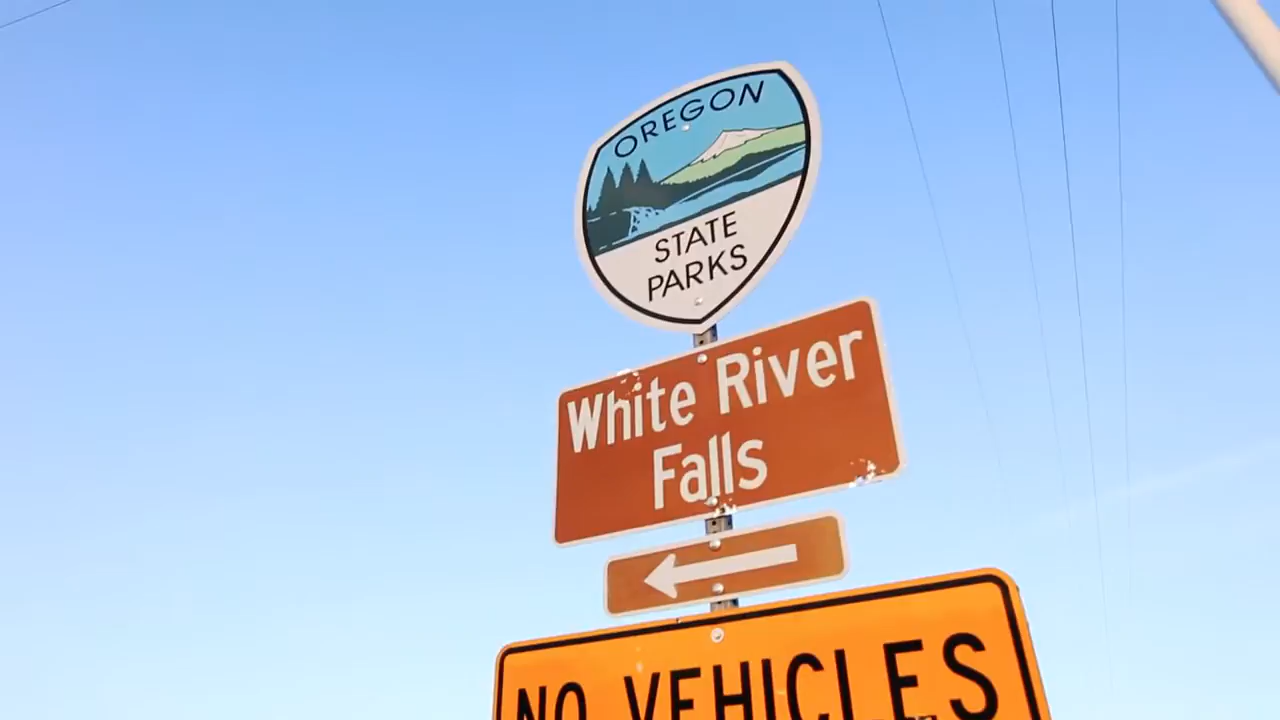 OREGON
STATE
PARKS
White River
Falls
NO VEHICLES